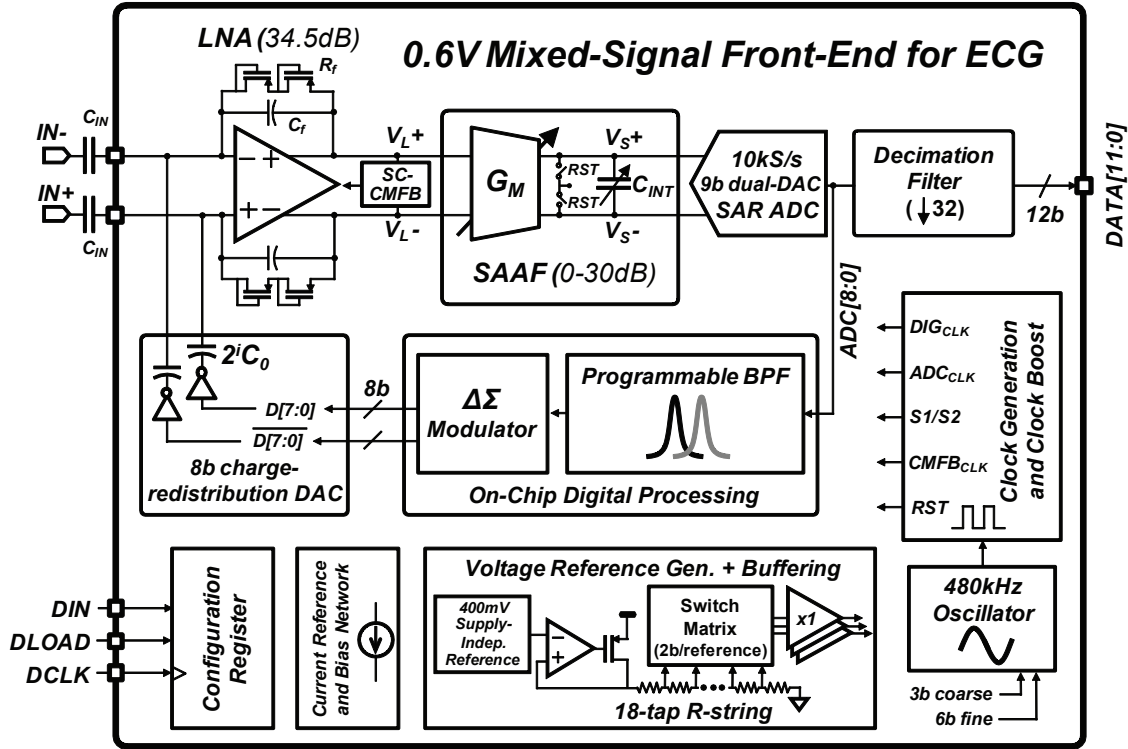 0.6V Mixed-Signal Front-End for ECG
LNA (34.5dB)
R_f
C_f
C_IN
IN-
IN+
C_IN
− +
+ −
V_L+
SC-
CMFB
V_L-
G_M
RST
RST
V_S+
C_INT
V_S-
SAAF (0-30dB)
10kS/s
9b dual-DAC
SAR ADC
Decimation
Filter
(↓32)
12b
DATA[11:0]
ADC[8:0]
2^iC_0
D[7:0]
D[7:0]
8b charge-
redistribution DAC
8b
ΔΣ
Modulator
Programmable BPF
On-Chip Digital Processing
DIG_CLK
ADC_CLK
S1/S2
CMFB_CLK
RST
Clock Generation
and Clock Boost
480kHz
Oscillator
3b coarse
6b fine
DIN
DLOAD
DCLK
Configuration
Register
Current Reference
and Bias Network
Voltage Reference Gen. + Buffering
400mV
Supply-
Indep.
Reference
−
+
Switch
Matrix
(2b/reference)
x1
18-tap R-string